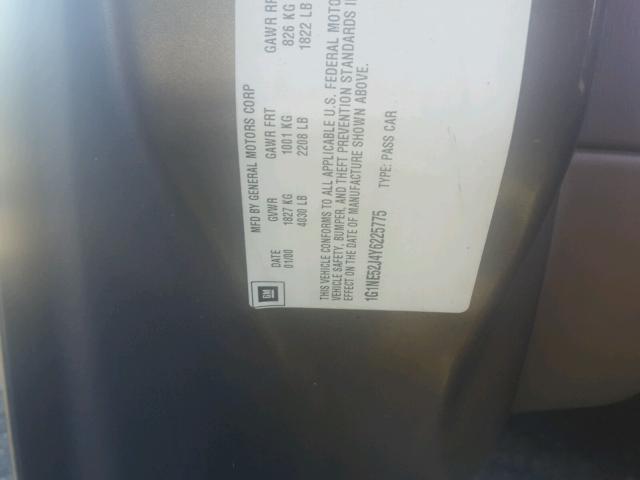 MFD BY GENERAL MOTORS CORP
DATE GVWR GAWR FRT GAWR RR
01/00 1827 KG 1001 KG 826 KG
4030 LB 2208 LB 1822 LB
THIS VEHICLE CONFORMS TO ALL APPLICABLE U.S. FEDERAL MOTOR
VEHICLE SAFETY, BUMPER, AND THEFT PREVENTION STANDARDS IN
EFFECT ON THE DATE OF MANUFACTURE SHOWN ABOVE.
1G1NE52J4Y6225775 TYPE: PASS CAR
GM